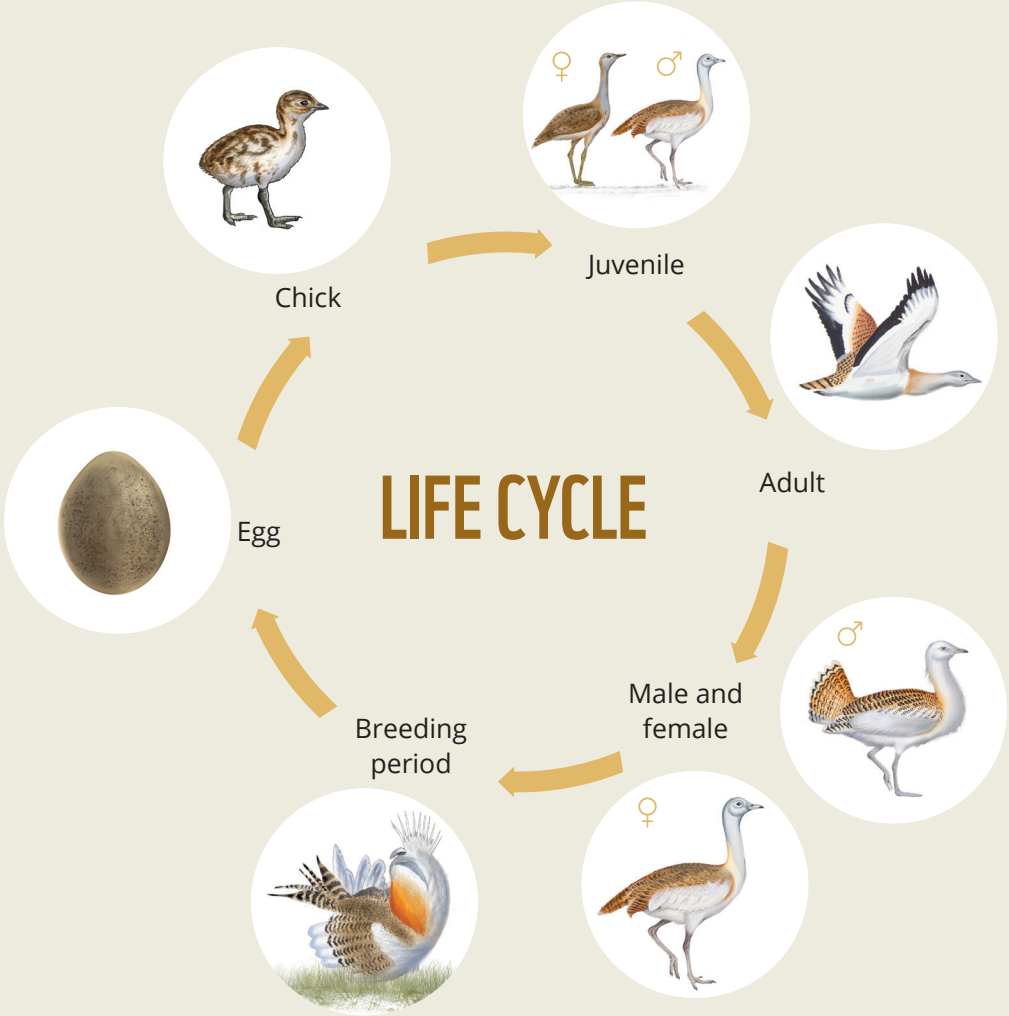 LIFE CYCLE
Egg
Chick
Juvenile
Adult
Male and
female
Breeding
period
♀
♂
♂
♀